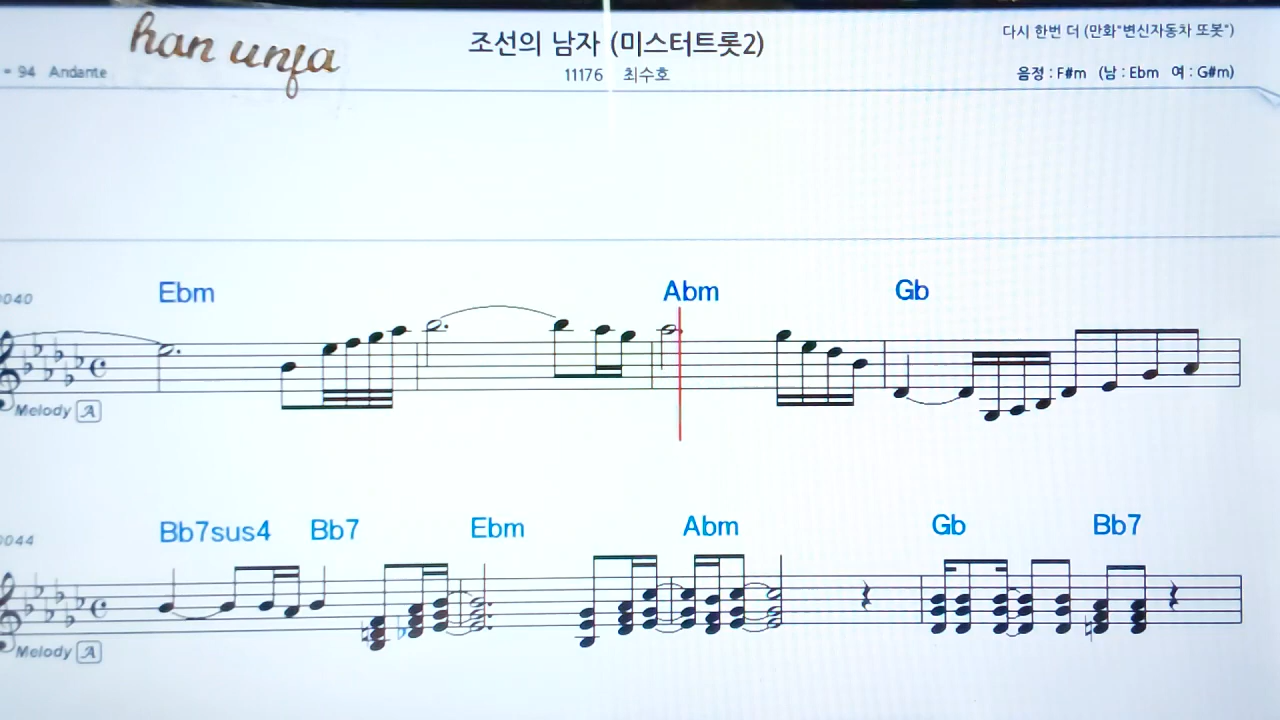 han unja
조선의 남자 (미스터트롯2)
다시 한번 더 (만화"변신자동차 또봇")
= 94 Andante
11176 최수호
음정 : F#m (남 : Ebm 여 : G#m)
0040
Ebm Abm Gb
Melody A
0044
Bb7sus4 Bb7 Ebm Abm Gb Bb7
Melody A